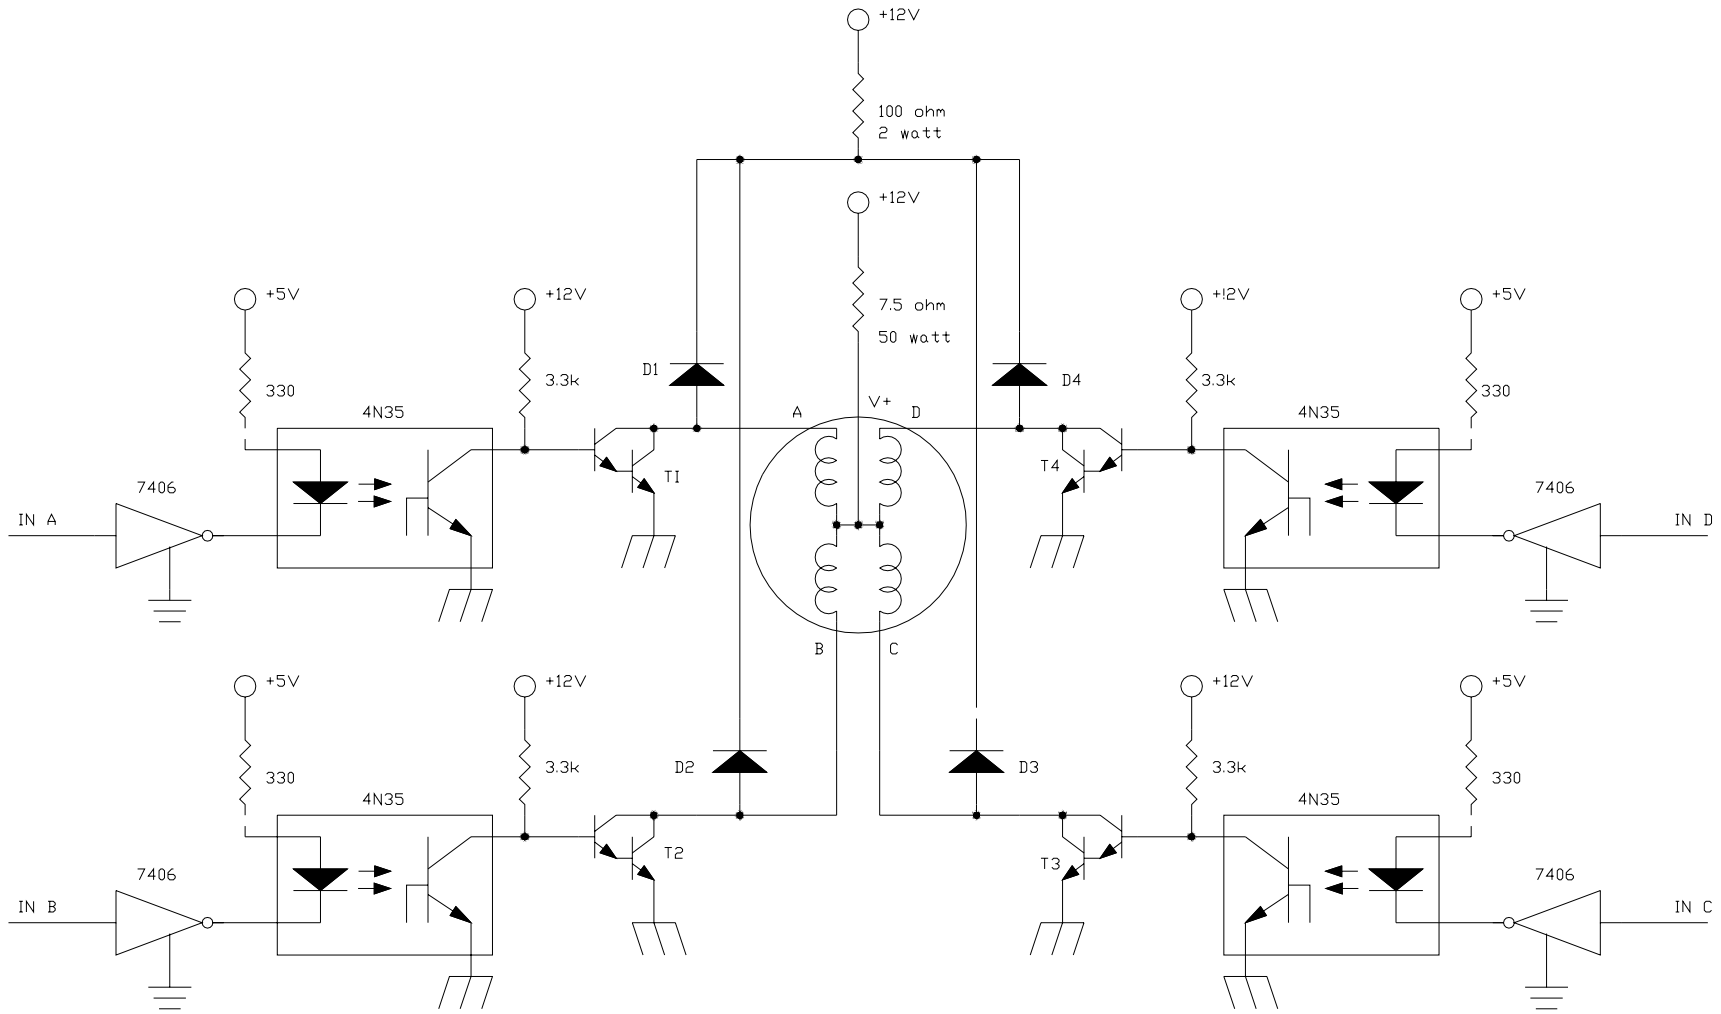 +12V
100 ohm
2 watt
+12V
7.5 ohm
50 watt
+5V
+12V
+!2V
+5V
330
3.3k
D1
D4
3.3k
330
4N35
A
V+
D
4N35
7406
TI
T4
7406
IN A
IN D
B
C
+5V
+12V
+12V
+5V
330
3.3k
D2
D3
3.3k
330
4N35
4N35
7406
T2
T3
7406
IN B
IN C